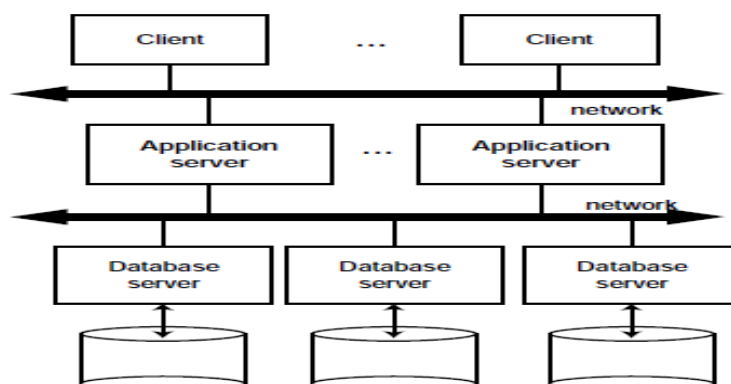 Client ... Client
network
Application Application
server ... server
network
Database Database Database
server server server